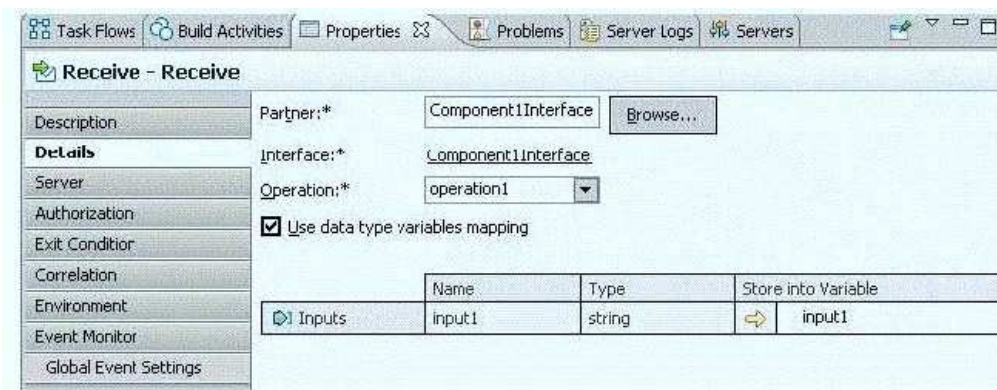 Task Flows Build Activities Properties Problems Server Logs Servers
Receive - Receive
Description
Details
Server
Authorization
Exit Condition
Correlation
Environment
Event Monitor
Global Event Settings
Partner:* Component1Interface Browse...
Interface:* Component1Interface
Operation:* operation1
Use data type variables mapping
Name Type Store into Variable
Inputs input1 string input1